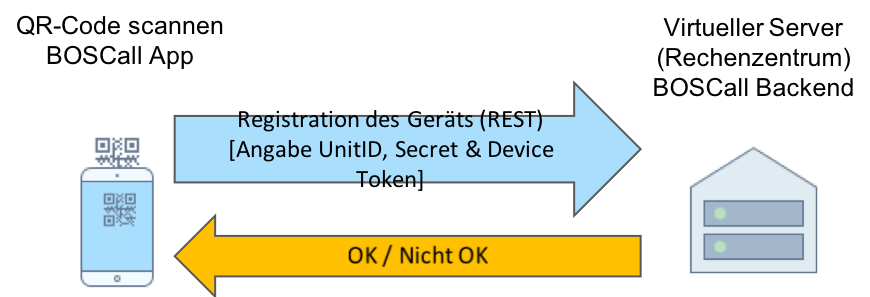 QR-Code scannen
BOSCall App
Virtueller Server
(Rechenzentrum)
BOSCall Backend
Registration des Geräts (REST)
[Angabe UnitID, Secret & Device
Token]
OK / Nicht OK